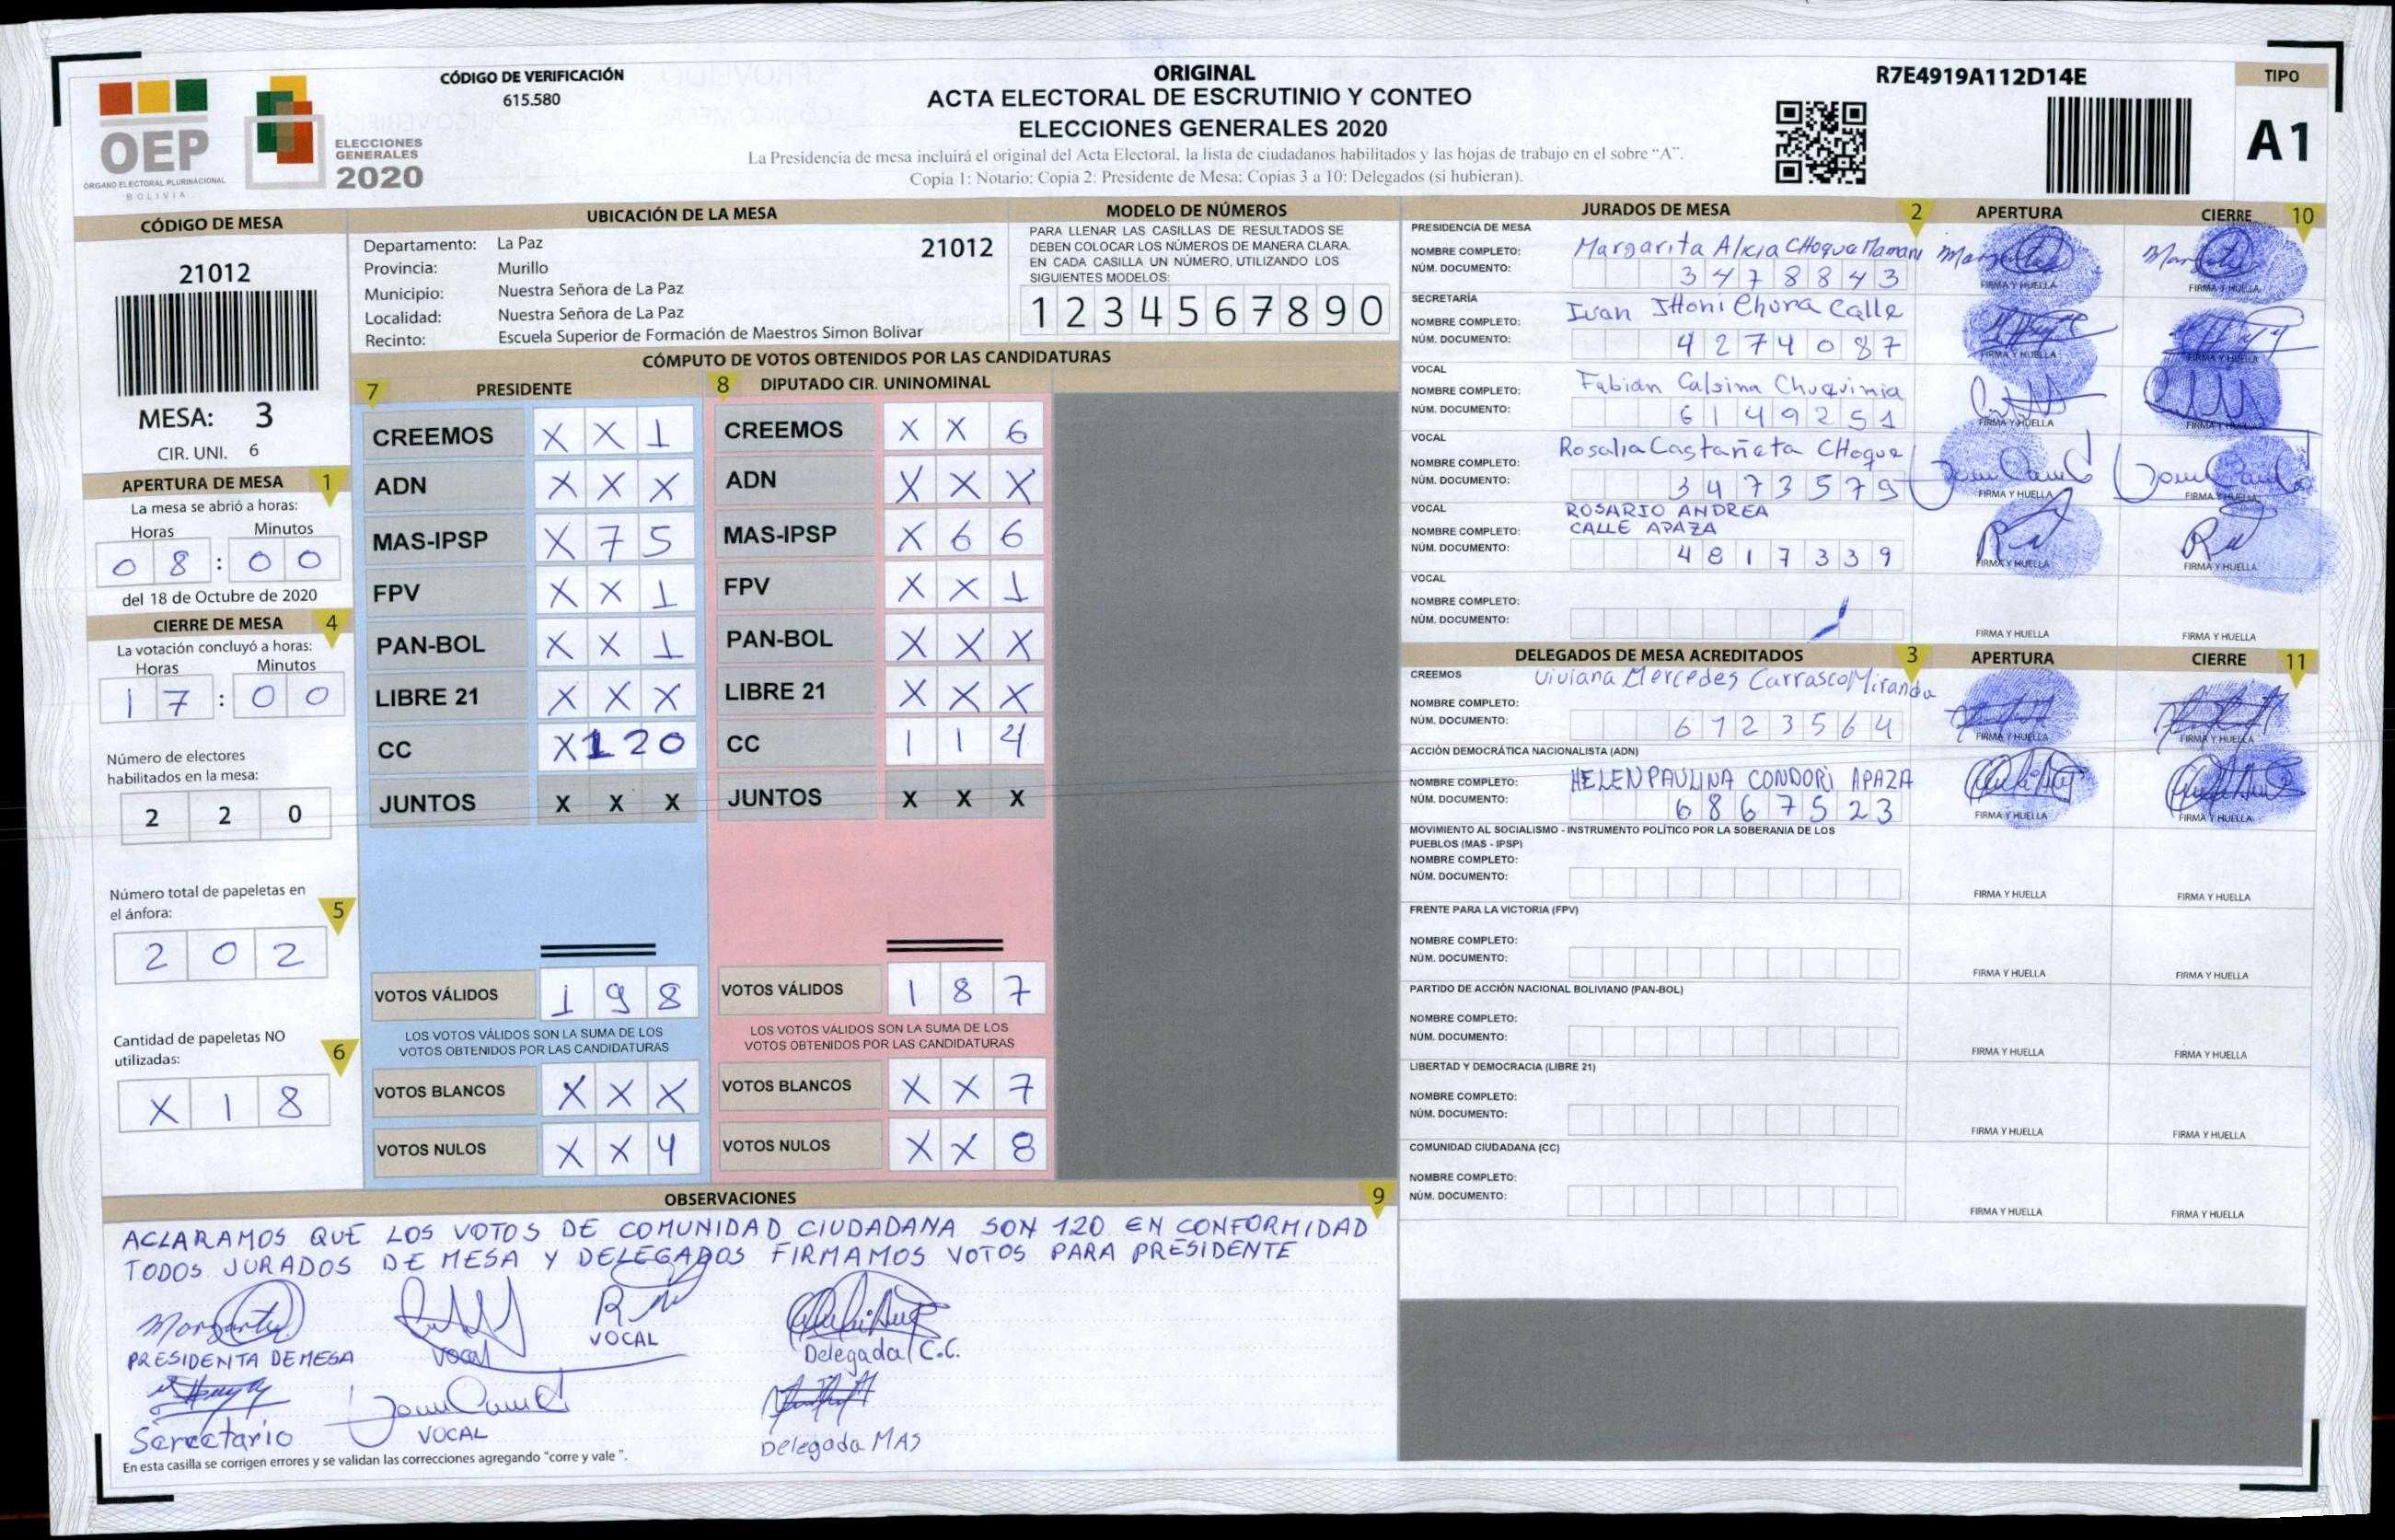 CÓDIGO DE VERIFICACIÓN
615.580
OEP
ÓRGANO ELECTORAL PLURINACIONAL
BOLIVIA
ELECCIONES
GENERALES
2020
ORIGINAL
ACTA ELECTORAL DE ESCRUTINIO Y CONTEO
ELECCIONES GENERALES 2020
La Presidencia de mesa incluirá el original del Acta Electoral, la lista de ciudadanos habilitados y las hojas de trabajo en el sobre "A".
Copia 1: Notario; Copia 2: Presidente de Mesa; Copias 3 a 10: Delegados (si hubieran).
R7E4919A112D14E
TIPO
A1
CÓDIGO DE MESA
21012
MESA: 3
CIR. UNI. 6
APERTURA DE MESA 1
La mesa se abrió a horas:
Horas Minutos
0 8 : 0 0
del 18 de Octubre de 2020
CIERRE DE MESA 4
La votación concluyó a horas:
Horas Minutos
1 7 : 0 0
Número de electores
habilitados en la mesa:
2 2 0
Número total de papeletas en
el ánfora: 5
2 0 2
Cantidad de papeletas NO
utilizadas: 6
X 1 8
UBICACIÓN DE LA MESA
Departamento: La Paz 21012
Provincia: Murillo
Municipio: Nuestra Señora de La Paz
Localidad: Nuestra Señora de La Paz
Recinto: Escuela Superior de Formación de Maestros Simon Bolivar
MODELO DE NÚMEROS
PARA LLENAR LAS CASILLAS DE RESULTADOS SE
DEBEN COLOCAR LOS NÚMEROS DE MANERA CLARA.
EN CADA CASILLA UN NÚMERO, UTILIZANDO LOS
SIGUIENTES MODELOS:
1 2 3 4 5 6 7 8 9 0
CÓMPUTO DE VOTOS OBTENIDOS POR LAS CANDIDATURAS
7 PRESIDENTE
CREEMOS X X 1
ADN X X X
MAS-IPSP X 7 5
FPV X X 1
PAN-BOL X X 1
LIBRE 21 X X X
CC X 1 2 0
JUNTOS X X X
VOTOS VÁLIDOS 1 9 8
LOS VOTOS VÁLIDOS SON LA SUMA DE LOS
VOTOS OBTENIDOS POR LAS CANDIDATURAS
VOTOS BLANCOS X X X
VOTOS NULOS X X 4
8 DIPUTADO CIR. UNINOMINAL
CREEMOS X X 6
ADN X X X
MAS-IPSP X 6 6
FPV X X 1
PAN-BOL X X X
LIBRE 21 X X X
CC 1 1 4
JUNTOS X X X
VOTOS VÁLIDOS 1 8 7
LOS VOTOS VÁLIDOS SON LA SUMA DE LOS
VOTOS OBTENIDOS POR LAS CANDIDATURAS
VOTOS BLANCOS X X 7
VOTOS NULOS X X 8
OBSERVACIONES 9
ACLARAMOS QUE LOS VOTOS DE COMUNIDAD CIUDADANA SON 120 EN CONFORMIDAD
TODOS JURADOS DE MESA Y DELEGADOS FIRMAMOS VOTOS PARA PRESIDENTE
PRESIDENTA DE MESA
Vocal
VOCAL
Delegada C.C.
Secretario
VOCAL
Delegada MAS
En esta casilla se corrigen errores y se validan las correcciones agregando "corre y vale ".
JURADOS DE MESA 2 APERTURA CIERRE 10
PRESIDENCIA DE MESA
NOMBRE COMPLETO: Margarita Alicia CHoque Mamani
NÚM. DOCUMENTO: 3 4 7 8 8 4 3
FIRMA Y HUELLA FIRMA Y HUELLA
SECRETARÍA
NOMBRE COMPLETO: Ivan JHoni Chura Calle
NÚM. DOCUMENTO: 4 2 7 4 0 8 7
FIRMA Y HUELLA FIRMA Y HUELLA
VOCAL
NOMBRE COMPLETO: Fabian Calsina Chuquimia
NÚM. DOCUMENTO: 6 1 4 9 2 5 1
FIRMA Y HUELLA FIRMA Y HUELLA
VOCAL
NOMBRE COMPLETO: Rosalia Castañeta CHoque
NÚM. DOCUMENTO: 3 4 7 3 5 7 9
FIRMA Y HUELLA FIRMA Y HUELLA
VOCAL
NOMBRE COMPLETO: ROSARIO ANDREA
CALLE APAZA
NÚM. DOCUMENTO: 4 8 1 7 3 3 9
FIRMA Y HUELLA FIRMA Y HUELLA
VOCAL
NOMBRE COMPLETO:
NÚM. DOCUMENTO:
FIRMA Y HUELLA FIRMA Y HUELLA
DELEGADOS DE MESA ACREDITADOS 3 APERTURA CIERRE 11
CREEMOS
NOMBRE COMPLETO: Viviana Mercedes Carrasco Miranda
NÚM. DOCUMENTO: 6 1 2 3 5 6 4
FIRMA Y HUELLA FIRMA Y HUELLA
ACCIÓN DEMOCRÁTICA NACIONALISTA (ADN)
NOMBRE COMPLETO: HELEN PAULINA CONDORI APAZA
NÚM. DOCUMENTO: 6 8 6 7 5 2 3
FIRMA Y HUELLA FIRMA Y HUELLA
MOVIMIENTO AL SOCIALISMO - INSTRUMENTO POLÍTICO POR LA SOBERANIA DE LOS
PUEBLOS (MAS - IPSP)
NOMBRE COMPLETO:
NÚM. DOCUMENTO:
FIRMA Y HUELLA FIRMA Y HUELLA
FRENTE PARA LA VICTORIA (FPV)
NOMBRE COMPLETO:
NÚM. DOCUMENTO:
FIRMA Y HUELLA FIRMA Y HUELLA
PARTIDO DE ACCIÓN NACIONAL BOLIVIANO (PAN-BOL)
NOMBRE COMPLETO:
NÚM. DOCUMENTO:
FIRMA Y HUELLA FIRMA Y HUELLA
LIBERTAD Y DEMOCRACIA (LIBRE 21)
NOMBRE COMPLETO:
NÚM. DOCUMENTO:
FIRMA Y HUELLA FIRMA Y HUELLA
COMUNIDAD CIUDADANA (CC)
NOMBRE COMPLETO:
NÚM. DOCUMENTO:
FIRMA Y HUELLA FIRMA Y HUELLA